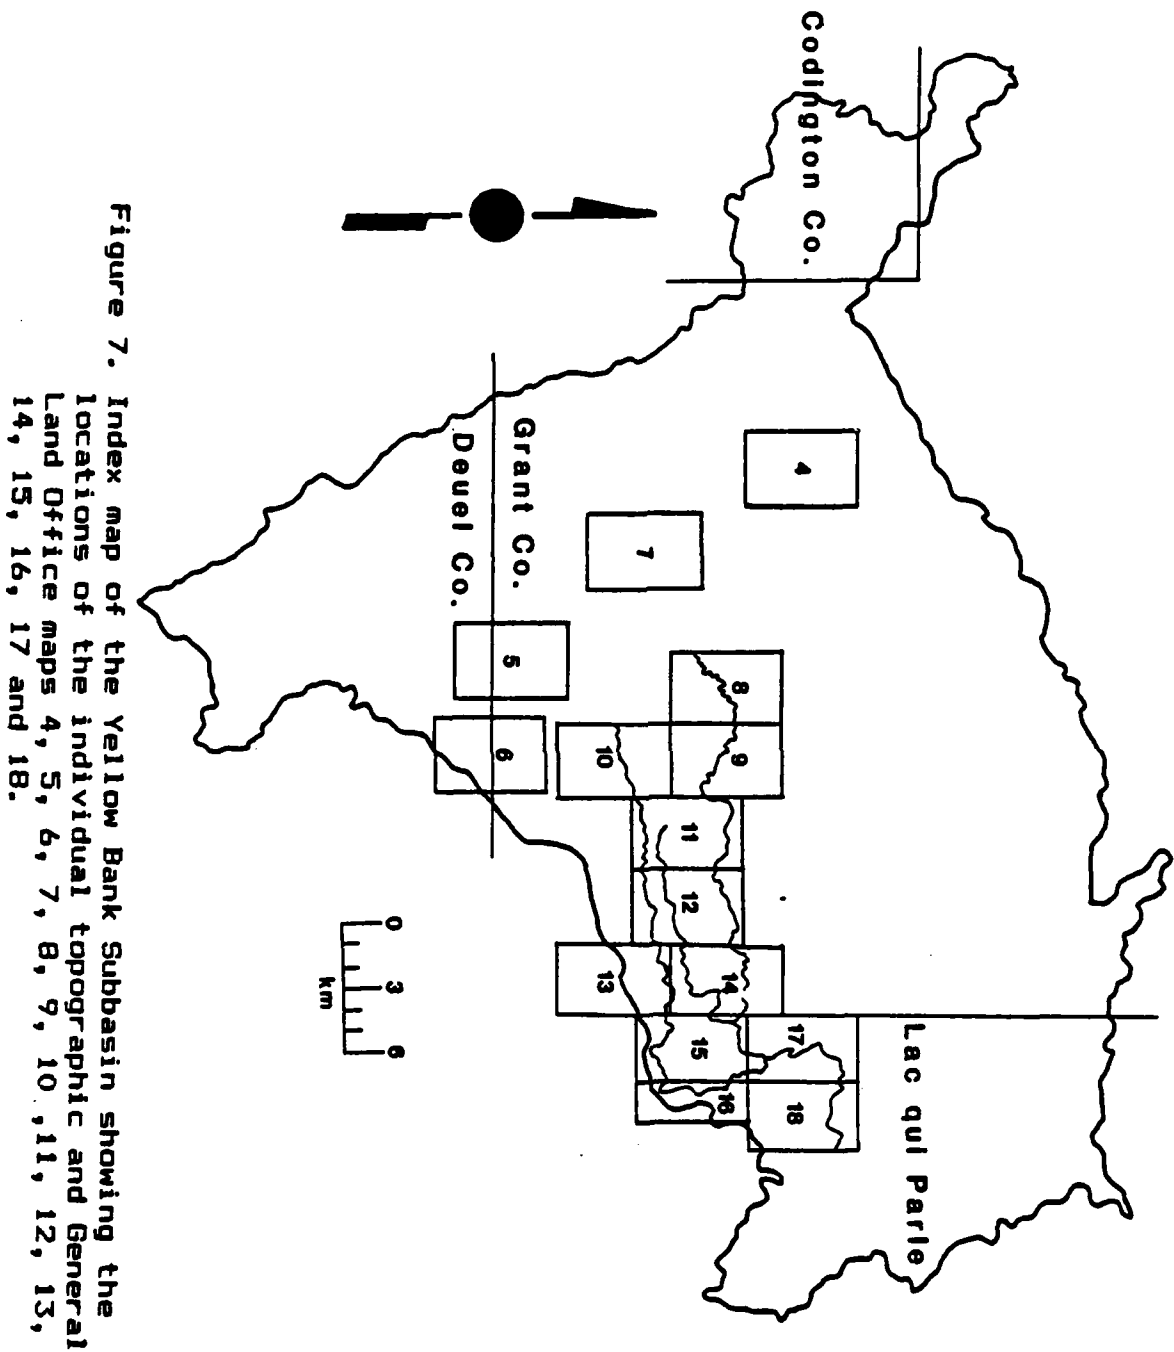 Codington Co.
Grant Co.
Deuel Co.
Lac qui Parle
4
7
5
6
8
9
10
11
12
13
14
15
16
17
18
0 3 6
km
Figure 7. Index map of the Yellow Bank Subbasin showing the
locations of the individual topographic and General
Land Office maps 4, 5, 6, 7, 8, 9, 10 ,11, 12, 13,
14, 15, 16, 17 and 18.